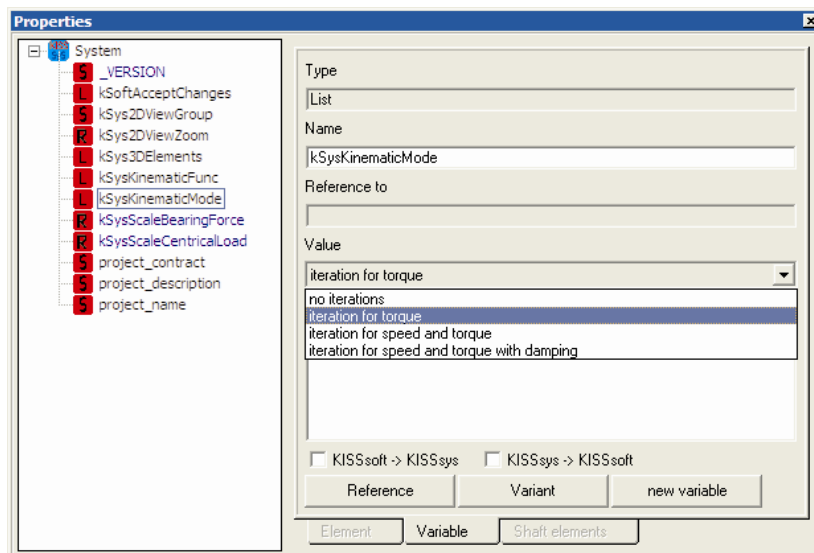 Properties
System
S _VERSION
L kSoftAcceptChanges
S kSys2DViewGroup
R kSys2DViewZoom
L kSys3DElements
L kSysKinematicFunc
L kSysKinematicMode
R kSysScaleBearingForce
R kSysScaleCentricalLoad
S project_contract
S project_description
S project_name
Type
List
Name
kSysKinematicMode
Reference to
Value
iteration for torque
no iterations
iteration for torque
iteration for speed and torque
iteration for speed and torque with damping
KISSsoft -> KISSsys KISSsys -> KISSsoft
Reference Variant new variable
Element Variable Shaft elements